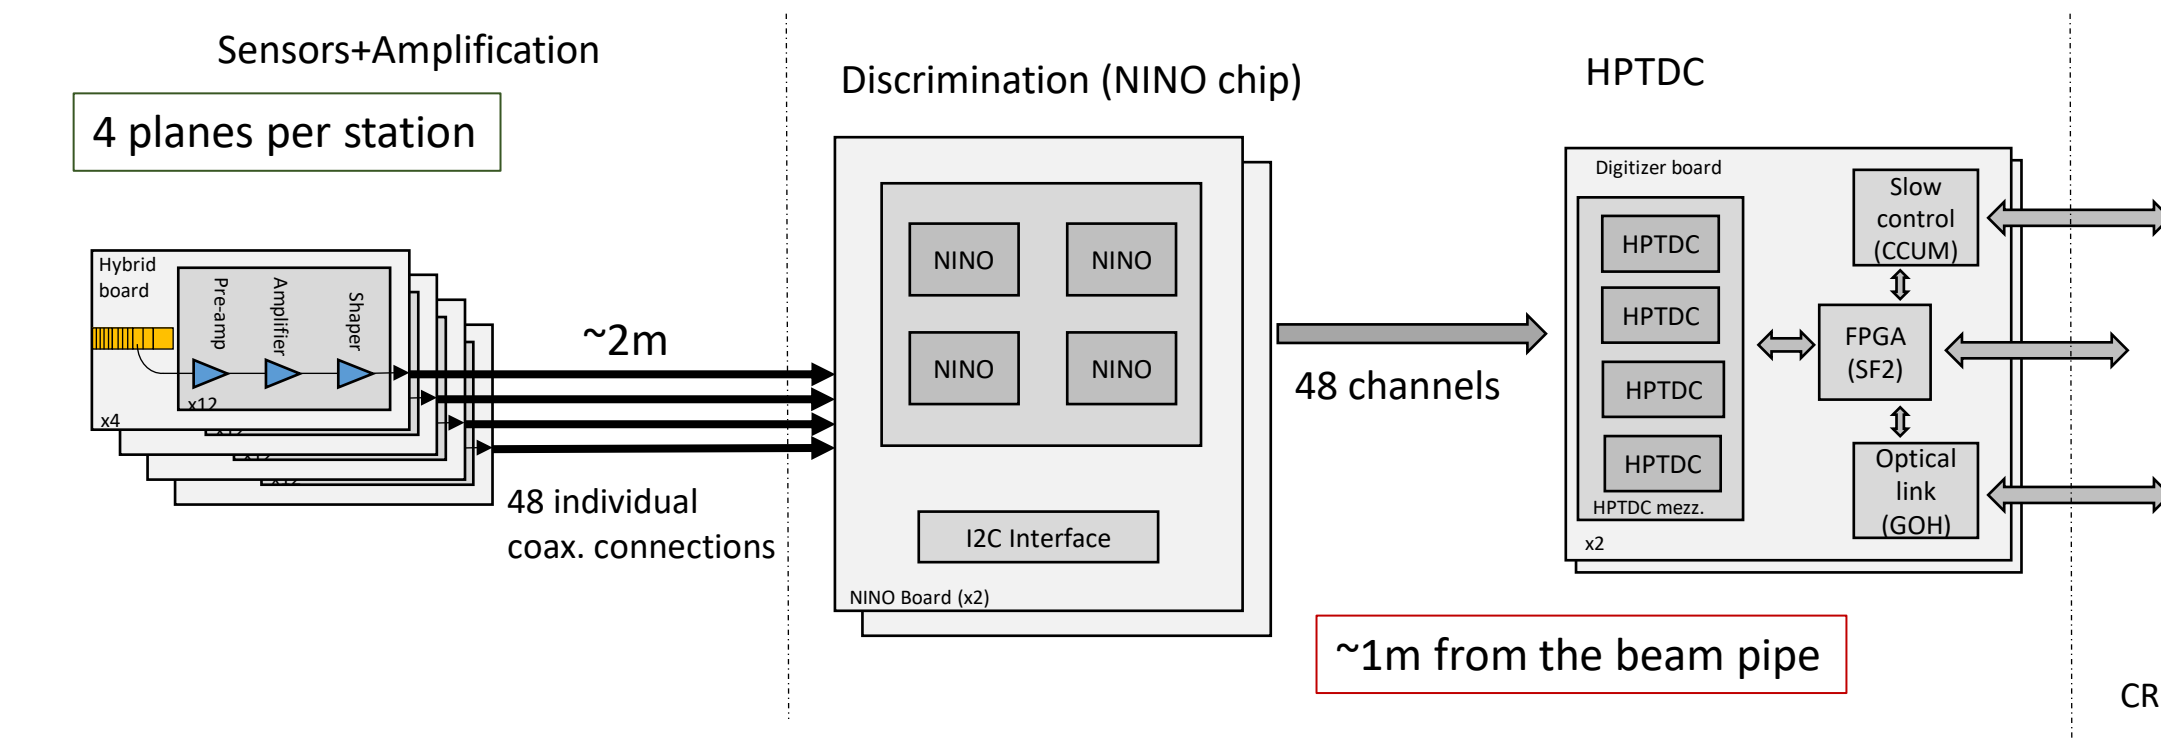 Sensors+Amplification
4 planes per station
Hybrid
board
Pre-amp
Amplifier
Shaper
x12
x4
x12
x12
x12
~2m
48 individual
coax. connections
Discrimination (NINO chip)
NINO
NINO
NINO
NINO
I2C Interface
NINO Board (x2)
48 channels
HPTDC
Digitizer board
HPTDC
HPTDC
HPTDC
HPTDC
HPTDC mezz.
x2
Slow
control
(CCUM)
FPGA
(SF2)
Optical
link
(GOH)
~1m from the beam pipe
CR